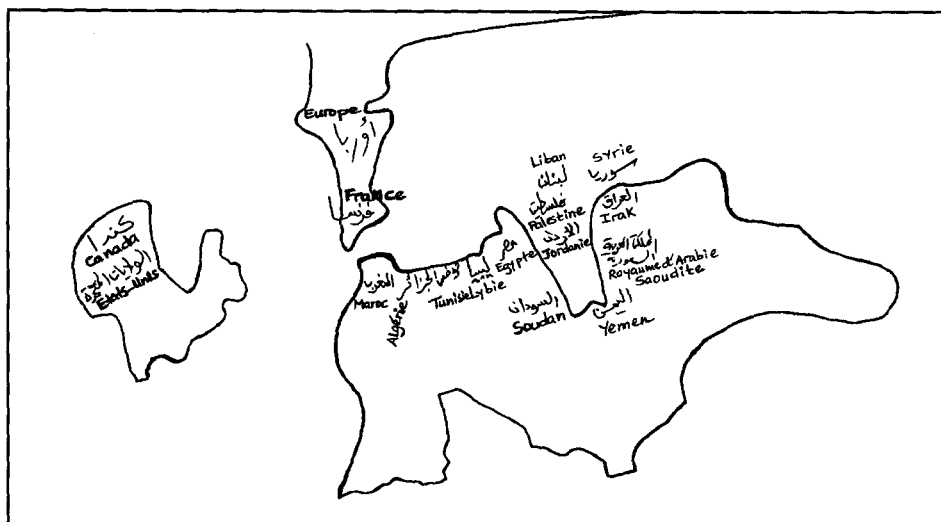 Europe
أوربا
France
فرنسا
كندا
Canada
الولايات المتحدة
Etats-Unis
المغرب
Maroc
الجزائر
Algérie
تونس
Tunisie
ليبيا
Lybie
مصر
Egypte
السودان
Soudan
Liban
لبنان
فلسطين
Palestine
الأردن
Jordanie
Syrie
سوريا
العراق
Irak
المملكة العربية
السعودية
Royaume d'Arabie
Saoudite
اليمن
Yemen